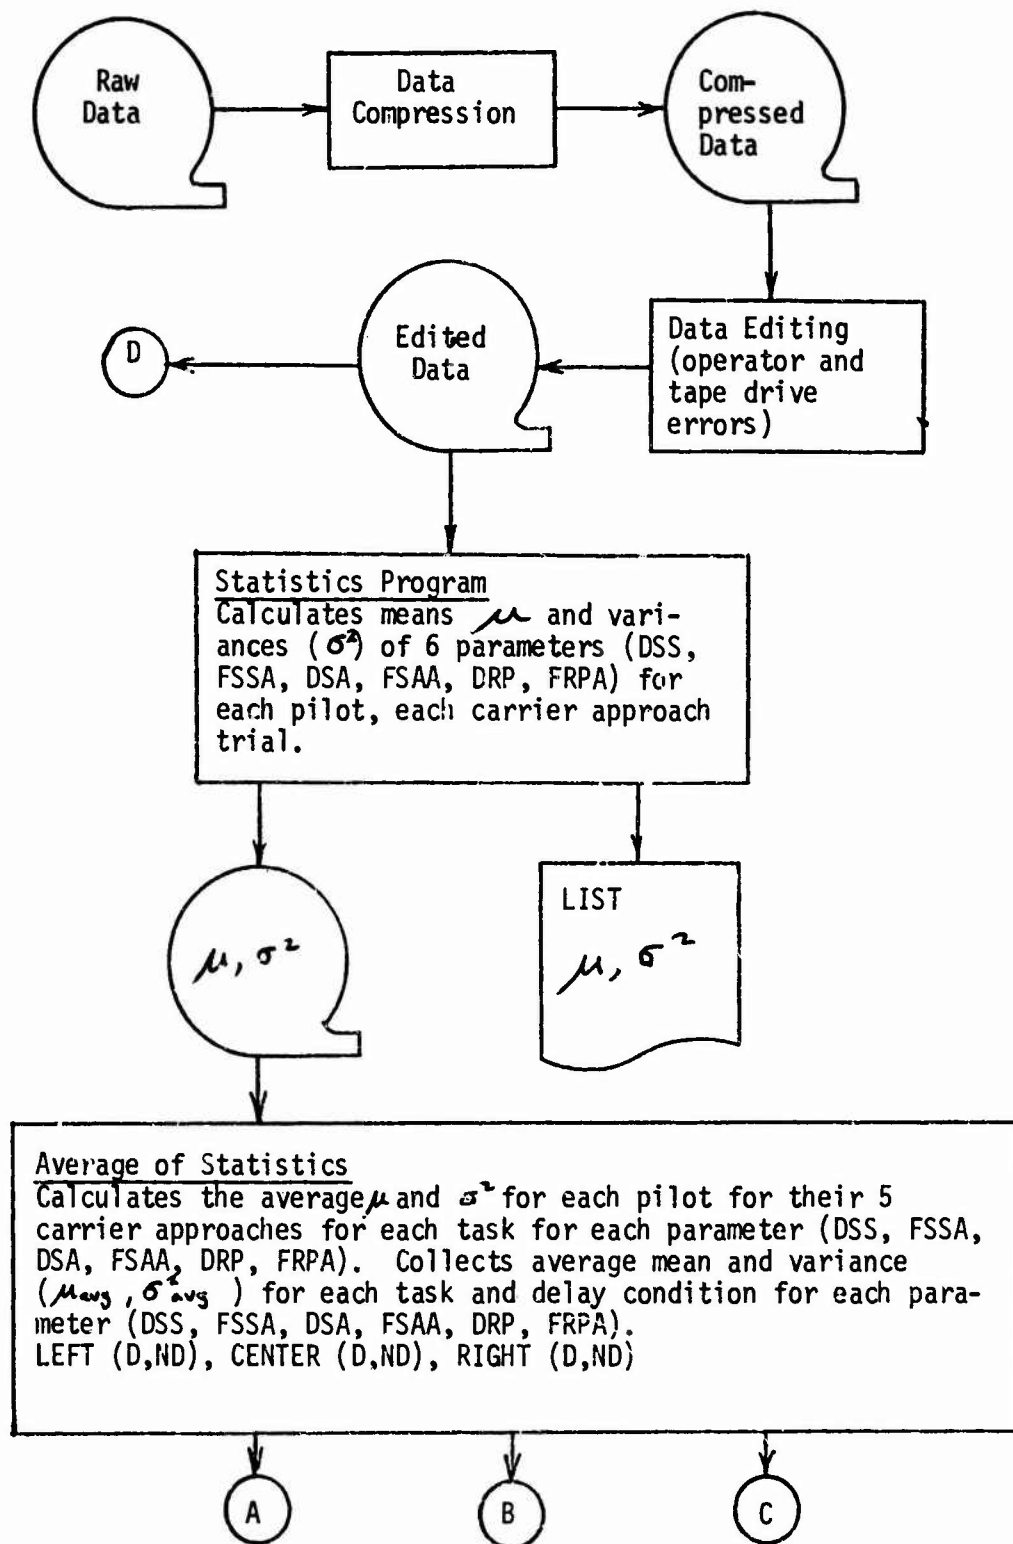 Raw
Data
Data
Compression
Com-
pressed
Data
Data Editing
(operator and
tape drive
errors)
Edited
Data
D
Statistics Program
Calculates means μ and vari-
ances (σ²) of 6 parameters (DSS,
FSSA, DSA, FSAA, DRP, FRPA) for
each pilot, each carrier approach
trial.
μ, σ²
LIST
μ, σ²
Average of Statistics
Calculates the average μ and σ² for each pilot for their 5
carrier approaches for each task for each parameter (DSS, FSSA,
DSA, FSAA, DRP, FRPA). Collects average mean and variance
(μavg, σ²avg ) for each task and delay condition for each para-
meter (DSS, FSSA, DSA, FSAA, DRP, FRPA).
LEFT (D,ND), CENTER (D,ND), RIGHT (D,ND)
A
B
C